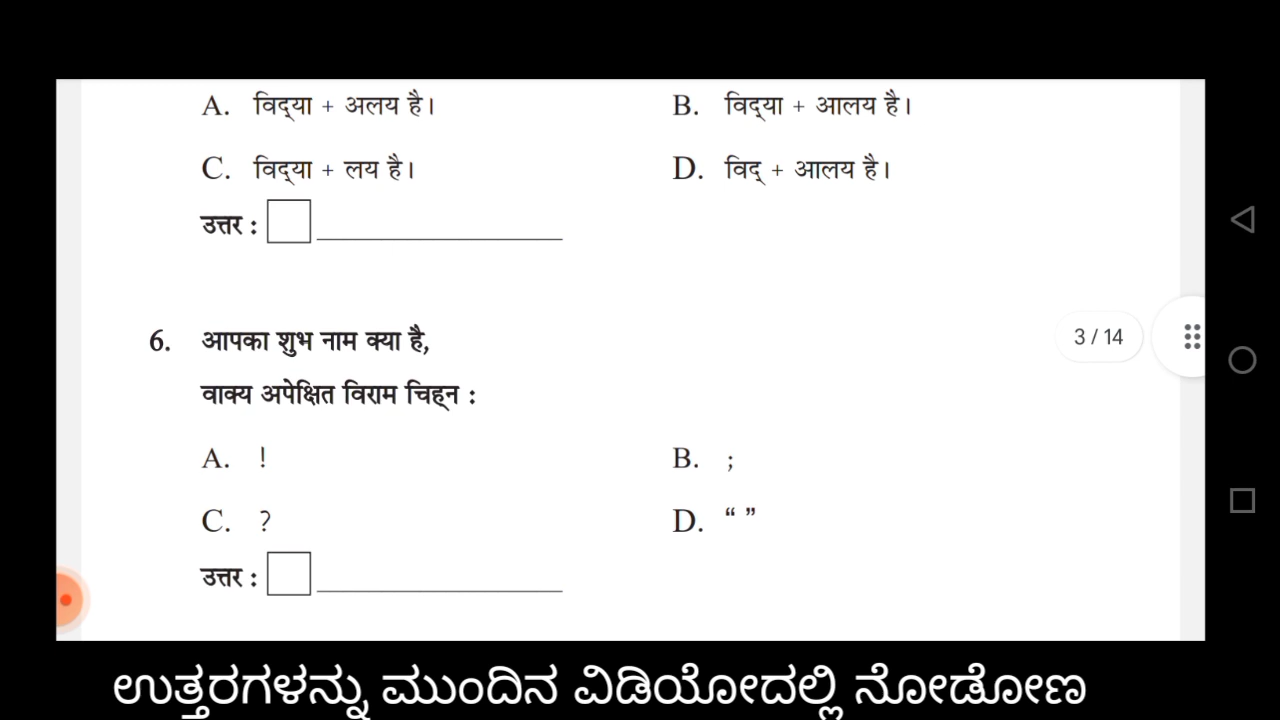 A. विद्‌या + अलय है। B. विद्‌या + आलय है।
C. विद्‌या + लय है। D. विद् + आलय है।
उत्तर :
6. आपका शुभ नाम क्या है,
3 / 14
वाक्य अपेक्षित विराम चिह्‌न :
A. ! B. ;
C. ? D. “ ”
उत्तर :
ಉತ್ತರಗಳನ್ನು ಮುಂದಿನ ವಿಡಿಯೋದಲ್ಲಿ ನೋಡೋಣ